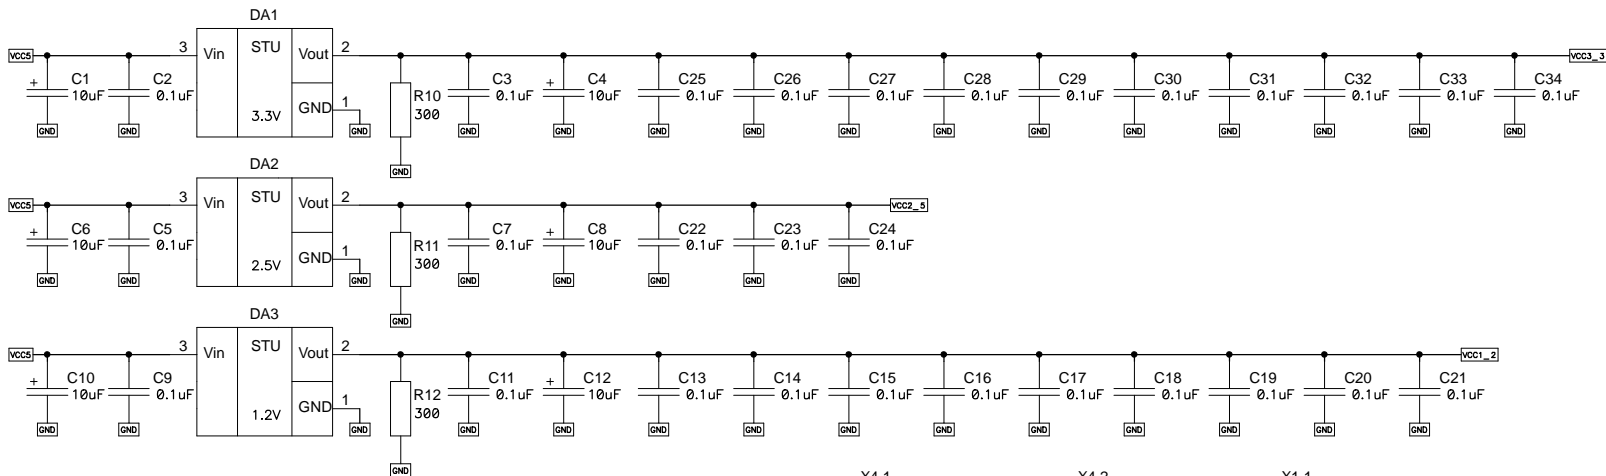 DA1
VCC5 3 Vin STU Vout 2 VCC3_3
+ C1 C2 C3 + C4 C25 C26 C27 C28 C29 C30 C31 C32 C33 C34
10uF 0.1uF R10 0.1uF 10uF 0.1uF 0.1uF 0.1uF 0.1uF 0.1uF 0.1uF 0.1uF 0.1uF 0.1uF 0.1uF
3.3V GND 1 300
GND GND GND GND GND GND GND GND GND GND GND GND GND GND GND
GND
DA2
VCC5 3 Vin STU Vout 2 VCC2_5
+ C6 C5 C7 + C8 C22 C23 C24
10uF 0.1uF R11 0.1uF 10uF 0.1uF 0.1uF 0.1uF
2.5V GND 1 300
GND GND GND GND GND GND GND GND
GND
DA3
VCC5 3 Vin STU Vout 2 VCC1_2
+ C10 C9 C11 + C12 C13 C14 C15 C16 C17 C18 C19 C20 C21
10uF 0.1uF R12 0.1uF 10uF 0.1uF 0.1uF 0.1uF 0.1uF 0.1uF 0.1uF 0.1uF 0.1uF 0.1uF
1.2V GND 1 300
GND GND GND GND GND GND GND GND GND GND GND GND GND GND
GND